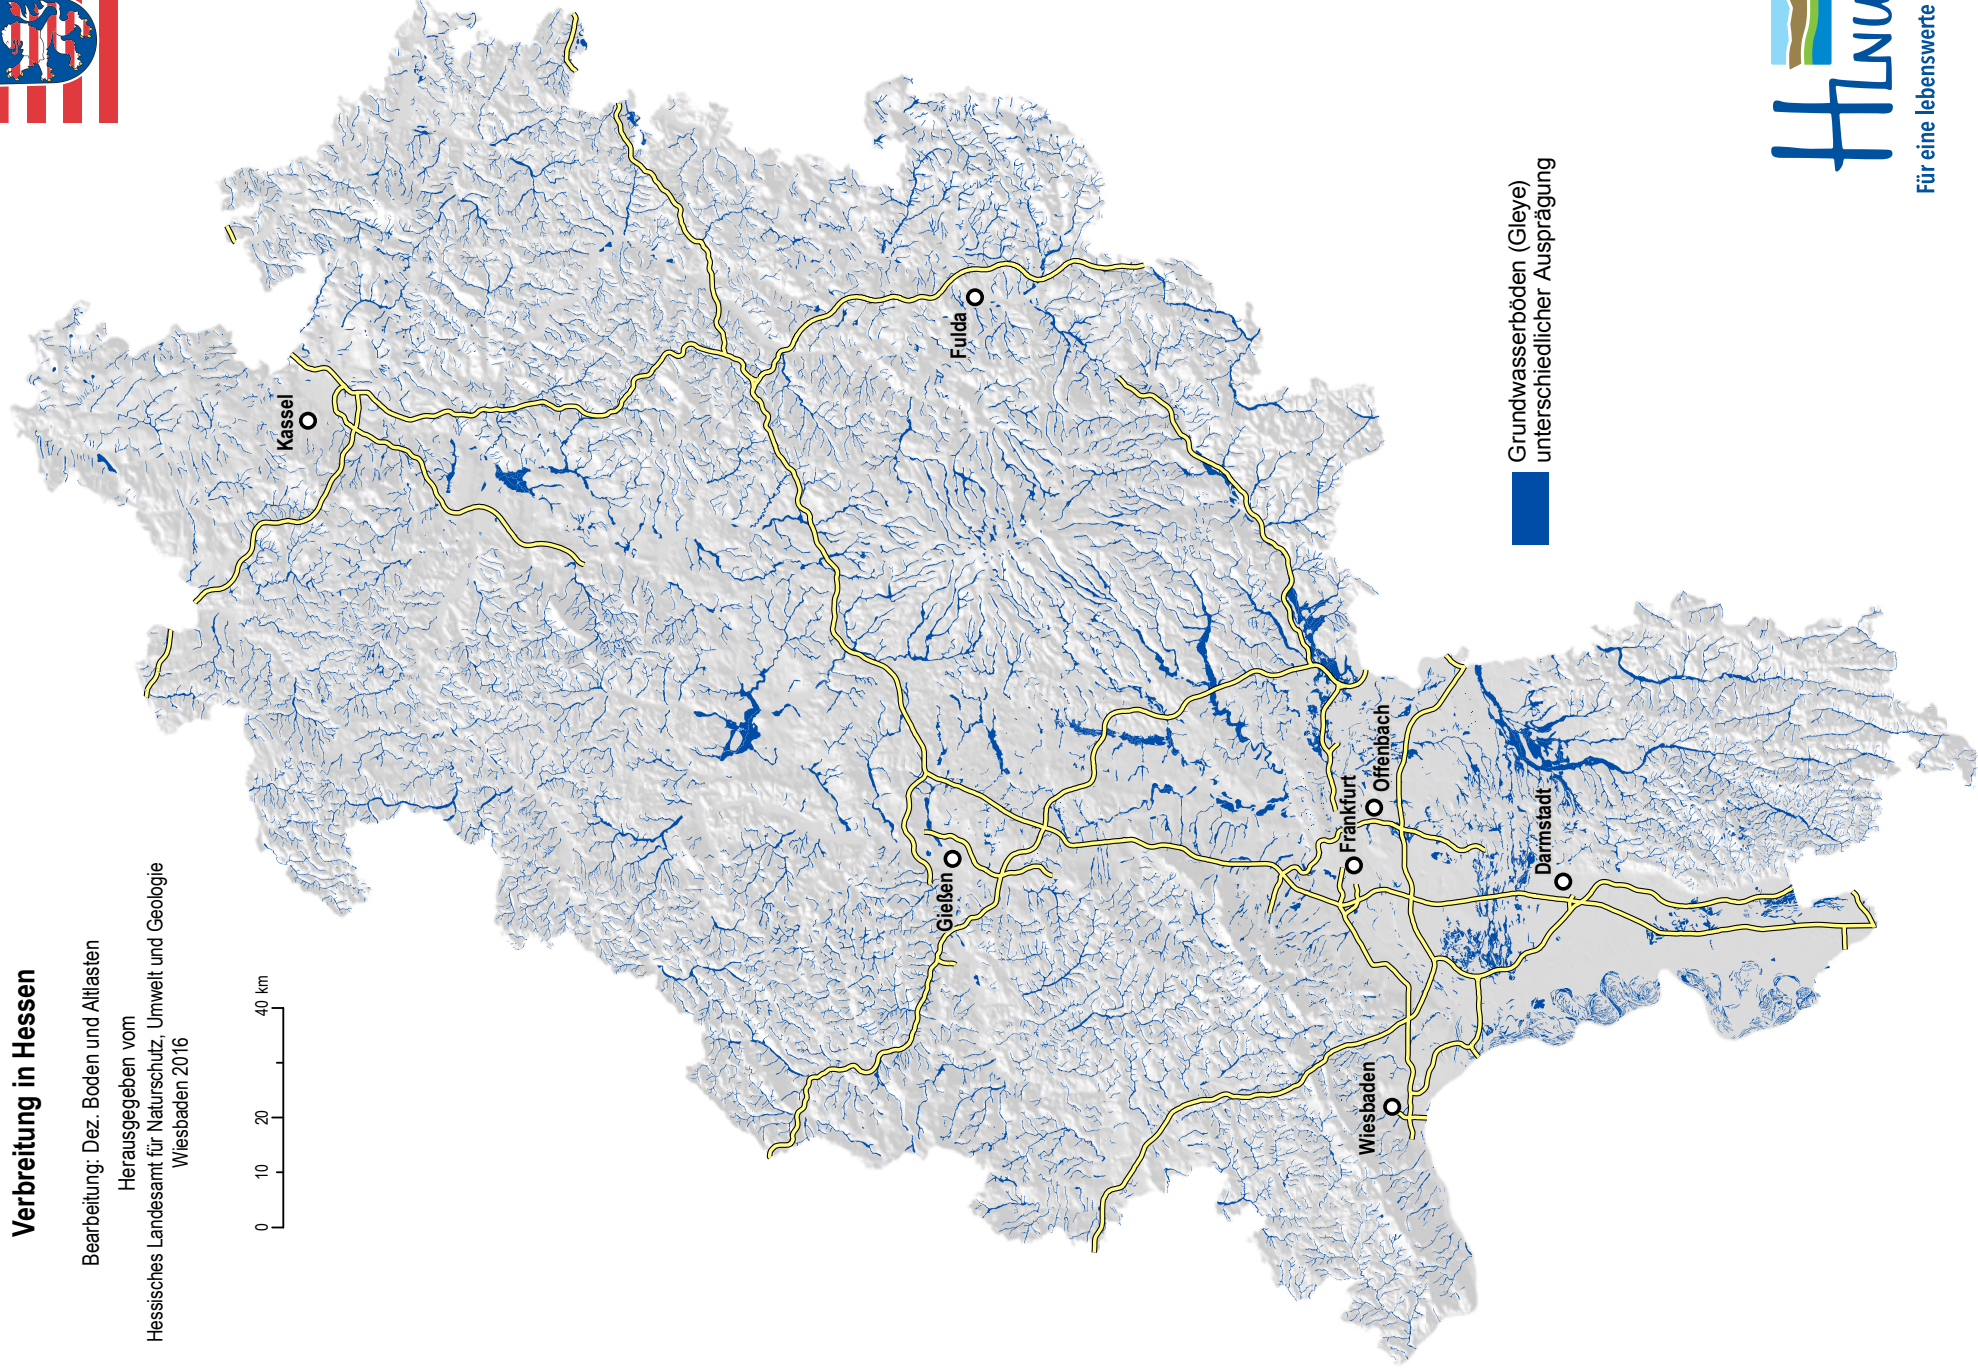 Verbreitung in Hessen
Bearbeitung: Dez. Boden und Altlasten
Herausgegeben vom
Hessisches Landesamt für Naturschutz, Umwelt und Geologie
Wiesbaden 2016
0 10 20 40 km
Kassel
Fulda
Gießen
Frankfurt
Offenbach
Wiesbaden
Darmstadt
Grundwasserböden (Gleye)
unterschiedlicher Ausprägung
HLNU
Für eine lebenswerte